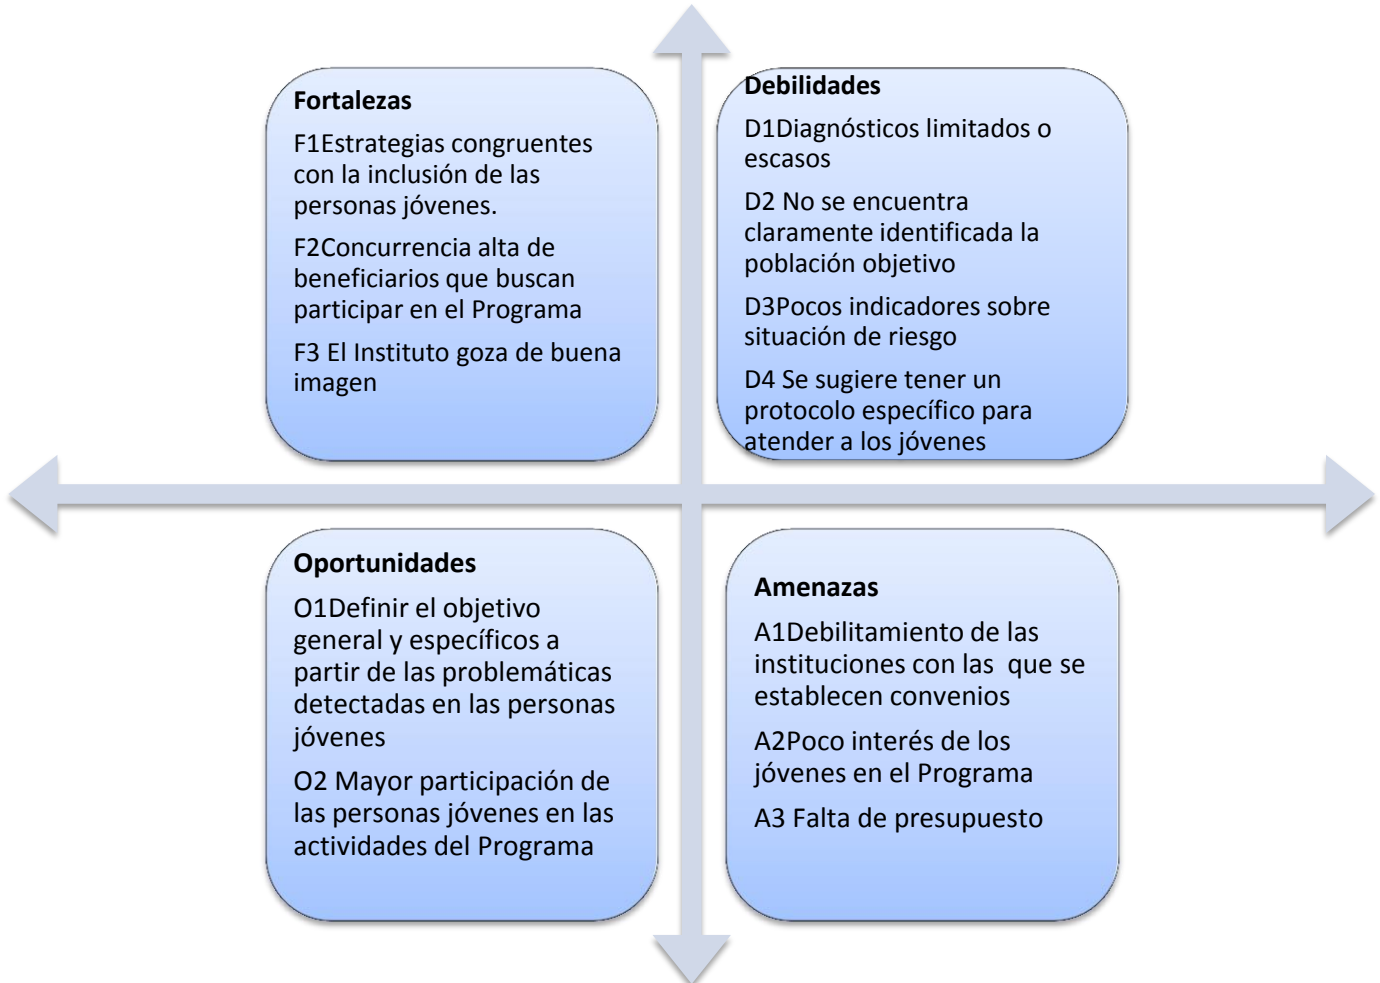 Fortalezas
F1Estrategias congruentes
con la inclusión de las
personas jóvenes.
F2Concurrencia alta de
beneficiarios que buscan
participar en el Programa
F3 El Instituto goza de buena
imagen
Debilidades
D1Diagnósticos limitados o
escasos
D2 No se encuentra
claramente identificada la
población objetivo
D3Pocos indicadores sobre
situación de riesgo
D4 Se sugiere tener un
protocolo específico para
atender a los jóvenes
Oportunidades
O1Definir el objetivo
general y específicos a
partir de las problemáticas
detectadas en las personas
jóvenes
O2 Mayor participación de
las personas jóvenes en las
actividades del Programa
Amenazas
A1Debilitamiento de las
instituciones con las  que se
establecen convenios
A2Poco interés de los
jóvenes en el Programa
A3 Falta de presupuesto